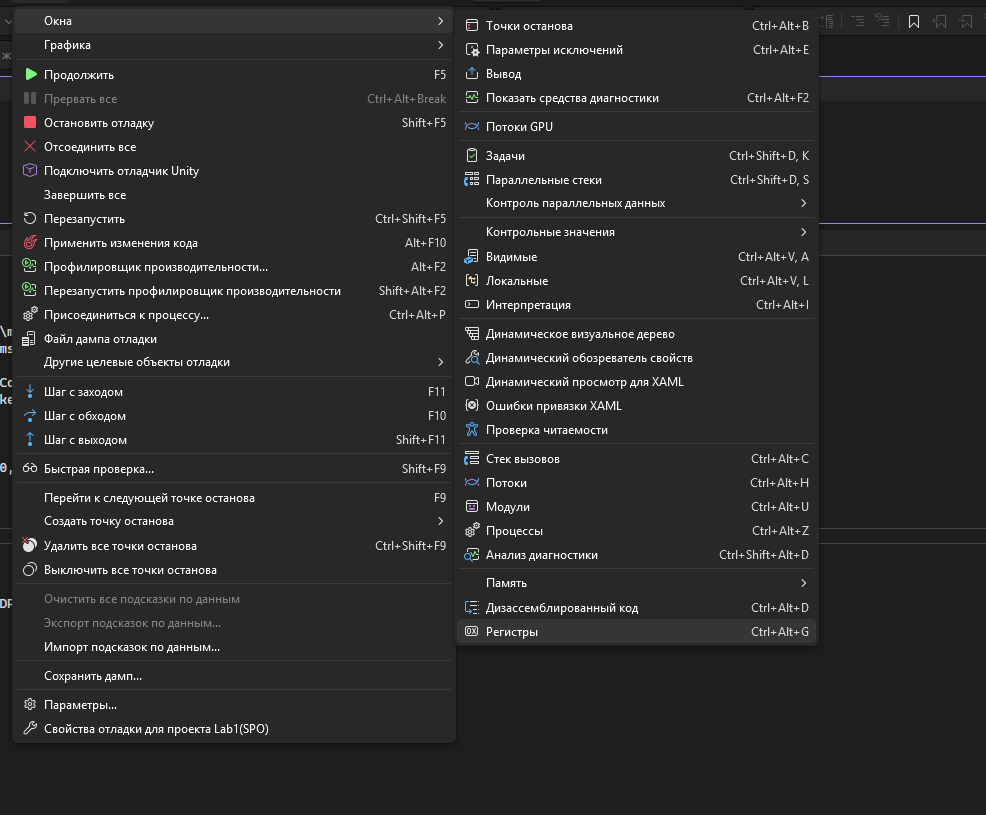 Окна
Графика
Продолжить F5
Прервать все Ctrl+Alt+Break
Остановить отладку Shift+F5
Отсоединить все
Подключить отладчик Unity
Завершить все
Перезапустить Ctrl+Shift+F5
Применить изменения кода Alt+F10
Профилировщик производительности... Alt+F2
Перезапустить профилировщик производительности Shift+Alt+F2
Присоединиться к процессу... Ctrl+Alt+P
Файл дампа отладки
Другие целевые объекты отладки
Шаг с заходом F11
Шаг с обходом F10
Шаг с выходом Shift+F11
Быстрая проверка... Shift+F9
Перейти к следующей точке останова F9
Создать точку останова
Удалить все точки останова Ctrl+Shift+F9
Выключить все точки останова
Очистить все подсказки по данным
Экспорт подсказок по данным...
Импорт подсказок по данным...
Сохранить дамп...
Параметры...
Свойства отладки для проекта Lab1(SPO)
Точки останова Ctrl+Alt+B
Параметры исключений Ctrl+Alt+E
Вывод
Показать средства диагностики Ctrl+Alt+F2
Потоки GPU
Задачи Ctrl+Shift+D, K
Параллельные стеки Ctrl+Shift+D, S
Контроль параллельных данных
Контрольные значения
Видимые Ctrl+Alt+V, A
Локальные Ctrl+Alt+V, L
Интерпретация Ctrl+Alt+I
Динамическое визуальное дерево
Динамический обозреватель свойств
Динамический просмотр для XAML
Ошибки привязки XAML
Проверка читаемости
Стек вызовов Ctrl+Alt+C
Потоки Ctrl+Alt+H
Модули Ctrl+Alt+U
Процессы Ctrl+Alt+Z
Анализ диагностики Ctrl+Shift+Alt+D
Память
Дизассемблированный код Ctrl+Alt+D
Регистры Ctrl+Alt+G